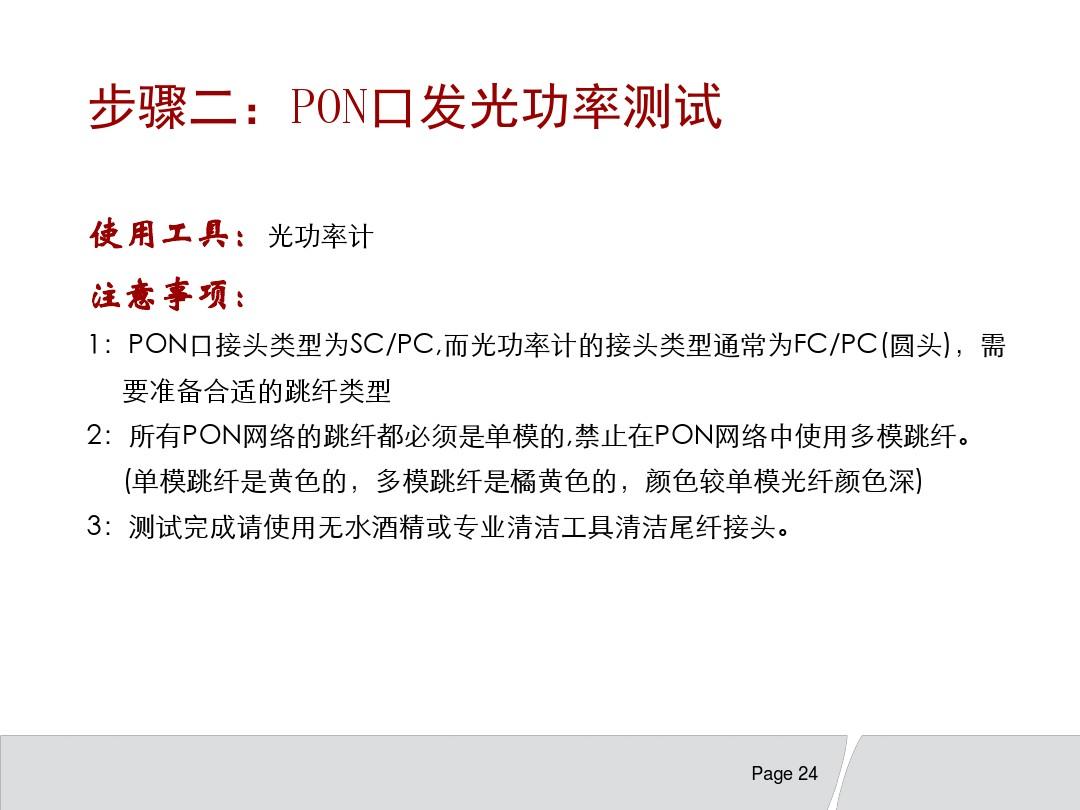 步骤二：PON口发光功率测试
使用工具：光功率计
注意事项：
1：PON口接头类型为SC/PC,而光功率计的接头类型通常为FC/PC(圆头)，需
要准备合适的跳纤类型
2：所有PON网络的跳纤都必须是单模的,禁止在PON网络中使用多模跳纤。
(单模跳纤是黄色的，多模跳纤是橘黄色的，颜色较单模光纤颜色深)
3：测试完成请使用无水酒精或专业清洁工具清洁尾纤接头。
Page 24